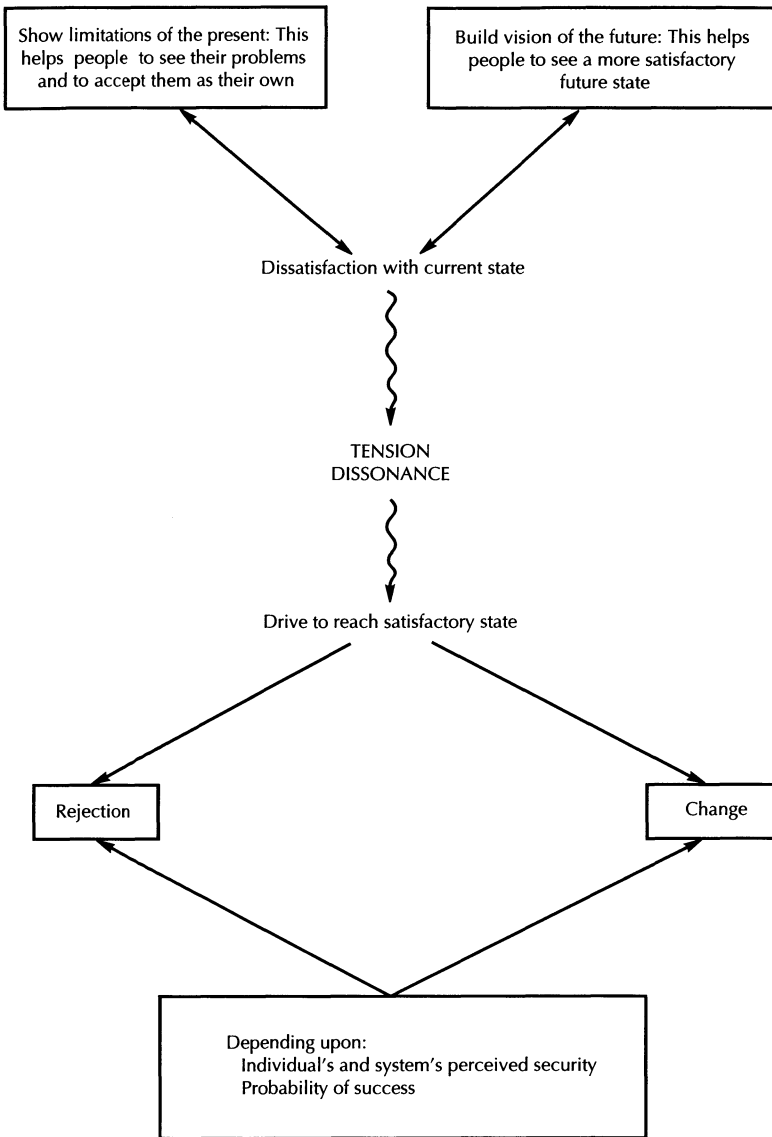 Show limitations of the present: This
helps people to see their problems
and to accept them as their own
Build vision of the future: This helps
people to see a more satisfactory
future state
Dissatisfaction with current state
TENSION
DISSONANCE
Drive to reach satisfactory state
Rejection
Change
Depending upon:
Individual's and system's perceived security
Probability of success